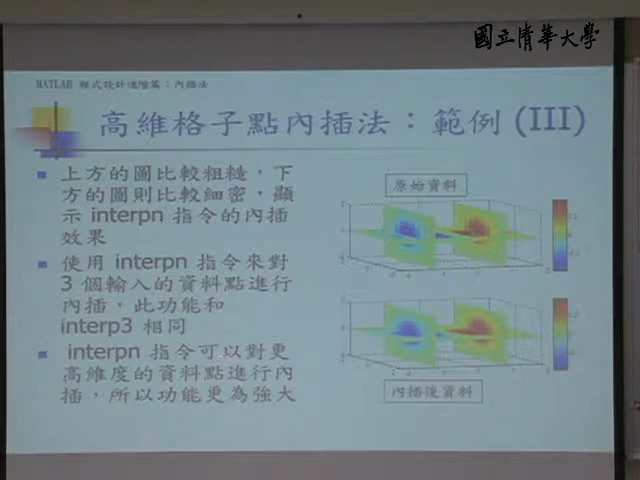 國立清華大學
MATLAB 程式設計進階篇：內插法
高維格子點內插法：範例 (III)
上方的圖比較粗糙，下
方的圖則比較細密，顯
示 interpn 指令的內插
效果
使用 interpn 指令來對
3 個輸入的資料點進行
內插，此功能和
interp3 相同
interpn 指令可以對更
高維度的資料點進行內
插，所以功能更為強大
原始資料
內插後資料